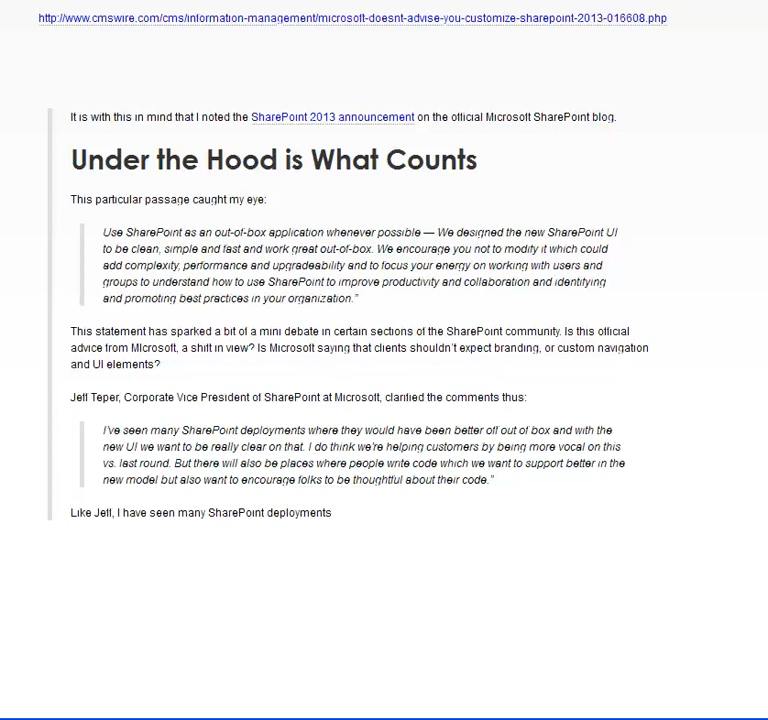 http://www.cmswire.com/cms/information-management/microsoft-doesnt-advise-you-customize-sharepoint-2013-016608.php
It is with this in mind that I noted the SharePoint 2013 announcement on the official Microsoft SharePoint blog.
Under the Hood is What Counts
This particular passage caught my eye:
Use SharePoint as an out-of-box application whenever possible — We designed the new SharePoint UI
to be clean, simple and fast and work great out-of-box. We encourage you not to modify it which could
add complexity, performance and upgradeability and to focus your energy on working with users and
groups to understand how to use SharePoint to improve productivity and collaboration and identifying
and promoting best practices in your organization.”
This statement has sparked a bit of a mini debate in certain sections of the SharePoint community. Is this official
advice from MIcrosoft, a shift in view? Is Microsoft saying that clients shouldn’t expect branding, or custom navigation
and UI elements?
Jeff Teper, Corporate Vice President of SharePoint at Microsoft, clarified the comments thus:
I’ve seen many SharePoint deployments where they would have been better off out of box and with the
new UI we want to be really clear on that. I do think we’re helping customers by being more vocal on this
vs. last round. But there will also be places where people write code which we want to support better in the
new model but also want to encourage folks to be thoughtful about their code.”
Like Jeff, I have seen many SharePoint deployments